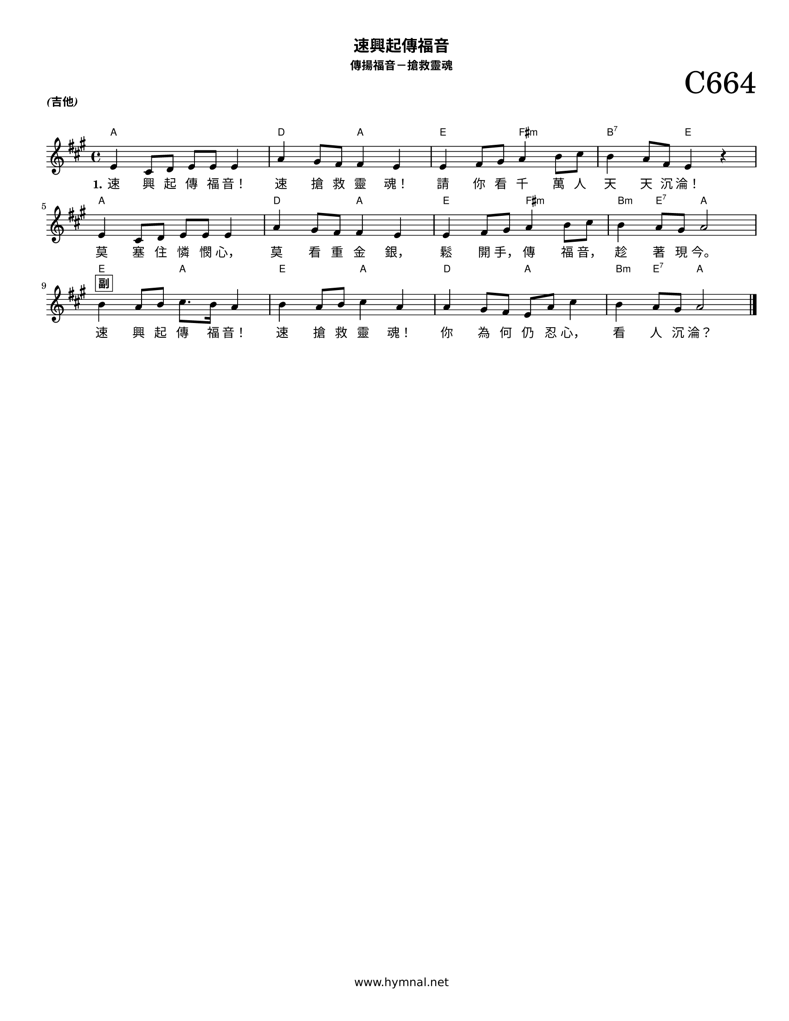 速興起傳福音
傳揚福音－搶救靈魂
C664
(吉他)
A D A E F♯m B7 E
1. 速 興 起 傳 福音！ 速 搶 救 靈 魂！ 請 你 看 千 萬 人 天 天 沉淪！
A D A E F♯m Bm E7 A
5
莫 塞 住 憐 憫 心， 莫 看 重 金 銀， 鬆 開手，傳 福音， 趁 著 現今。
E A E A D A Bm E7 A
9 副
速 興 起 傳 福音！ 速 搶 救 靈 魂！ 你 為 何 仍 忍 心， 看 人 沉淪？
www.hymnal.net